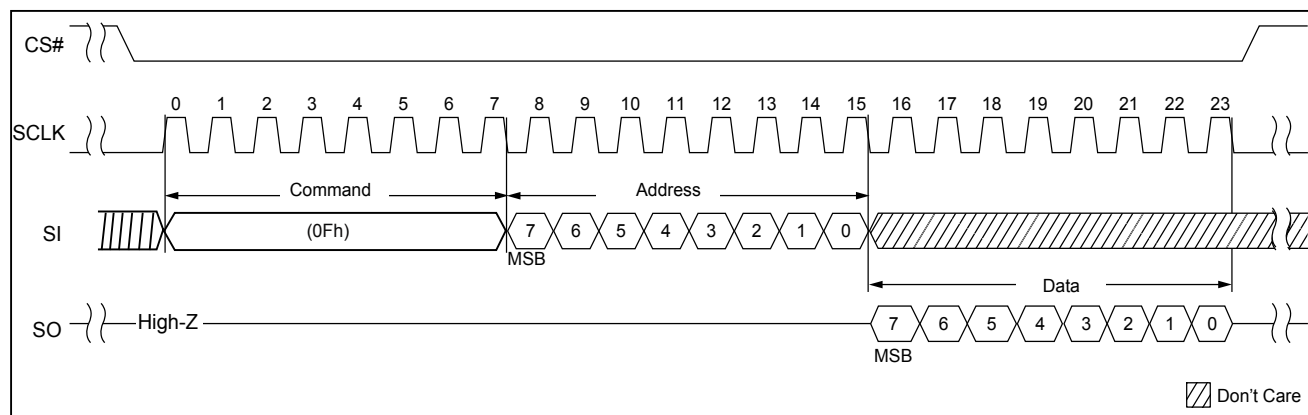 CS#
0 1 2 3 4 5 6 7 8 9 10 11 12 13 14 15 16 17 18 19 20 21 22 23
SCLK
Command Address
SI (0Fh) 7 6 5 4 3 2 1 0
MSB
Data
SO High-Z 7 6 5 4 3 2 1 0
MSB
Don't Care